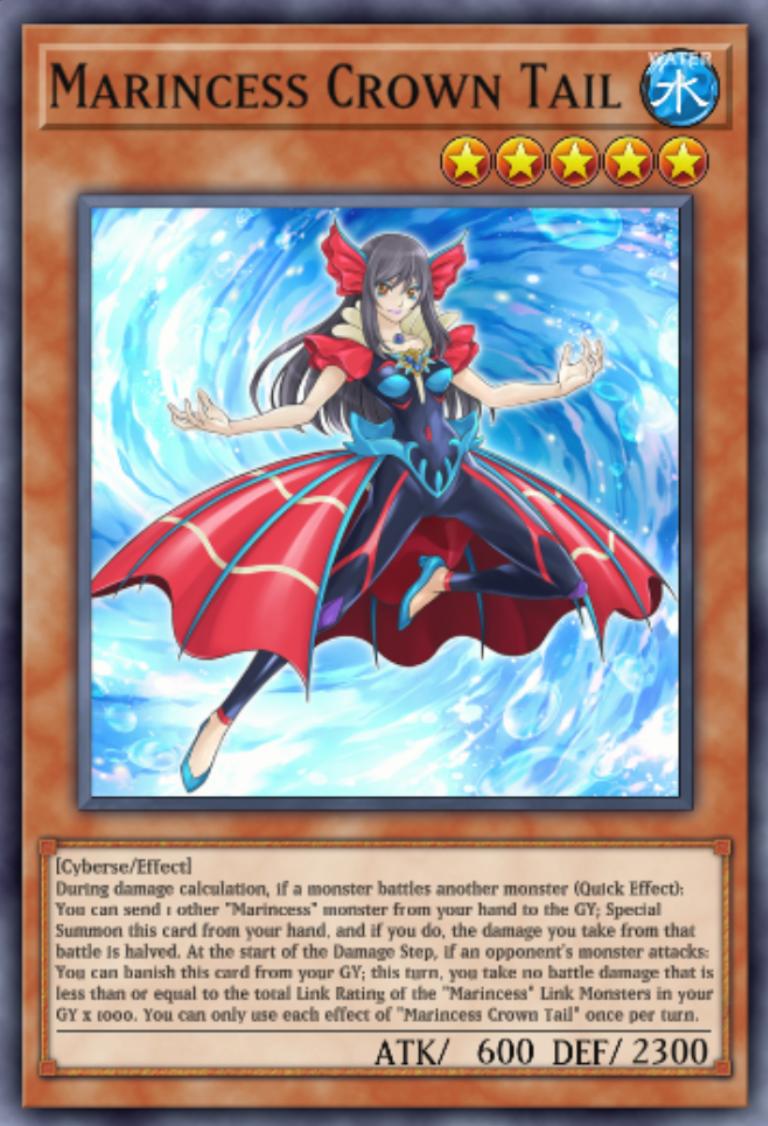 Marincess Crown Tail
WATER
水
[Cyberse/Effect]
During damage calculation, if a monster battles another monster (Quick Effect):
You can send 1 other "Marincess" monster from your hand to the GY; Special
Summon this card from your hand, and if you do, the damage you take from that
battle is halved. At the start of the Damage Step, if an opponent's monster attacks:
You can banish this card from your GY; this turn, you take no battle damage that is
less than or equal to the total Link Rating of the "Marincess" Link Monsters in your
GY x 1000. You can only use each effect of "Marincess Crown Tail" once per turn.
ATK/ 600 DEF/ 2300